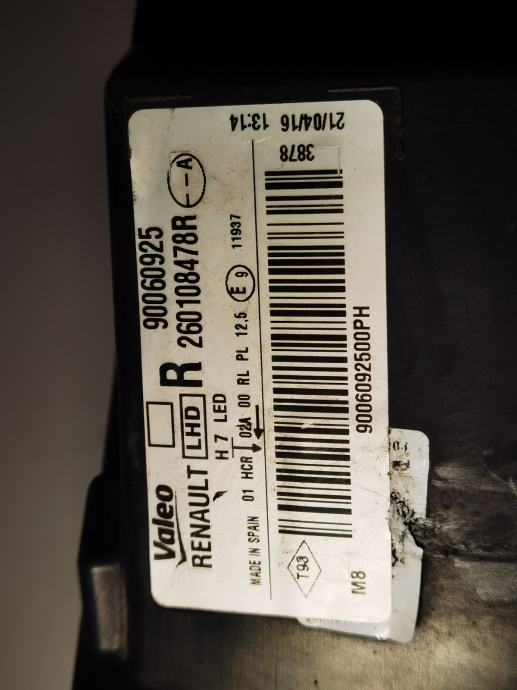 Valeo 90060925
RENAULT LHD R 260108478R --A
H7 LED
MADE IN SPAIN 01 HCR 02A 00 RL PL 12,5 E 9 11937
T93
9006092500PH
M8
3878
21/04/16 13:14